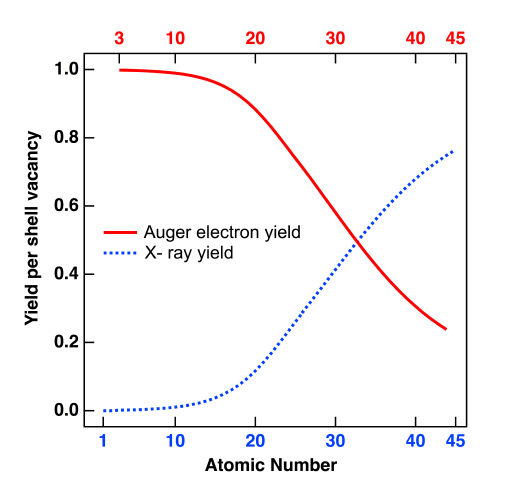 3 10 20 30 40 45
1.0
0.8
0.6
0.4
0.2
0.0
Yield per shell vacancy
Auger electron yield
X- ray yield
1 10 20 30 40 45
Atomic Number